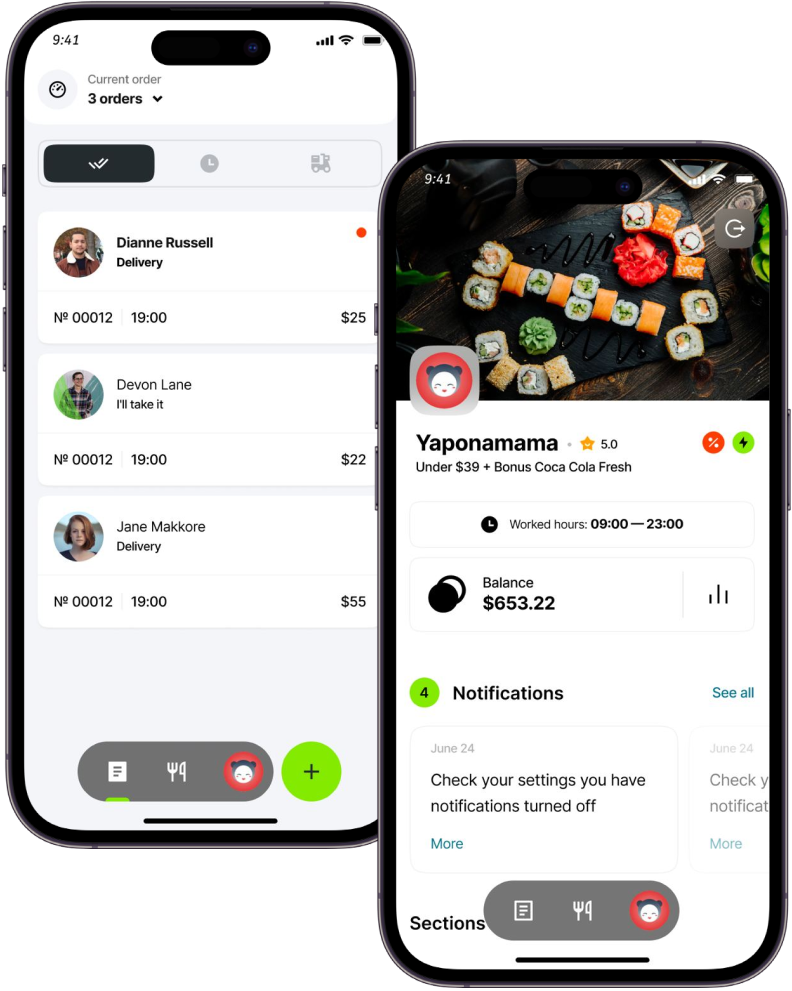 9:41
Current order
3 orders
Dianne Russell
Delivery
№ 00012 19:00 $25
Devon Lane
I'll take it
№ 00012 19:00 $22
Jane Makkore
Delivery
№ 00012 19:00 $55
9:41
Yaponamama 5.0
Under $39 + Bonus Coca Cola Fresh
Worked hours: 09:00 — 23:00
Balance
$653.22
4 Notifications See all
June 24
Check your settings you have
notifications turned off
More
June 24
Check y
notificat
More
Sections